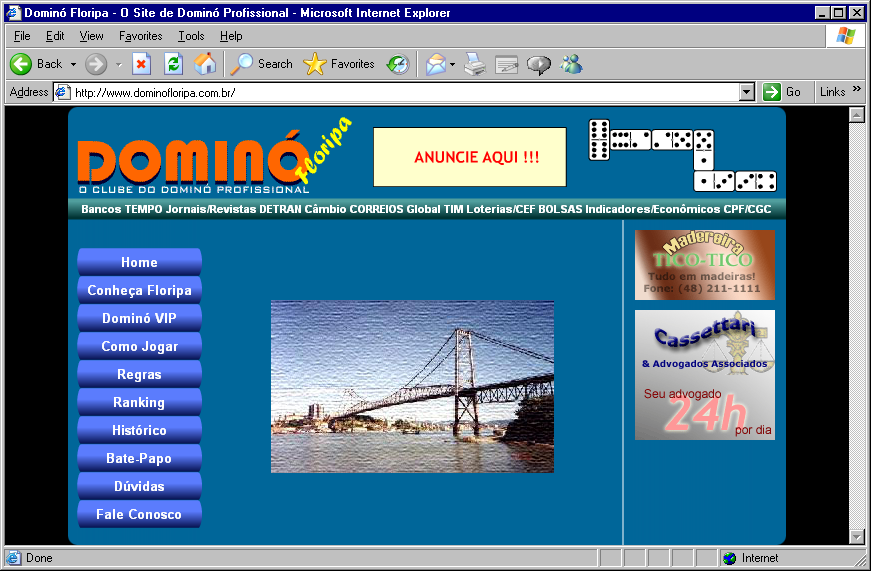 Dominó Floripa - O Site de Dominó Profissional - Microsoft Internet Explorer
File Edit View Favorites Tools Help
Back Search Favorites
Address http://www.dominofloripa.com.br/ Go Links »
DOMINÓ Floripa
O CLUBE DO DOMINÓ PROFISSIONAL
ANUNCIE AQUI !!!
Bancos TEMPO Jornais/Revistas DETRAN Câmbio CORREIOS Global TIM Loterias/CEF BOLSAS Indicadores/Econômicos CPF/CGC
Home
Conheça Floripa
Dominó VIP
Como Jogar
Regras
Ranking
Histórico
Bate-Papo
Dúvidas
Fale Conosco
Madeireira
TICO-TICO
Tudo em madeiras!
Fone: (48) 211-1111
Cassettari
& Advogados Associados
Seu advogado
24h
por dia
Done Internet